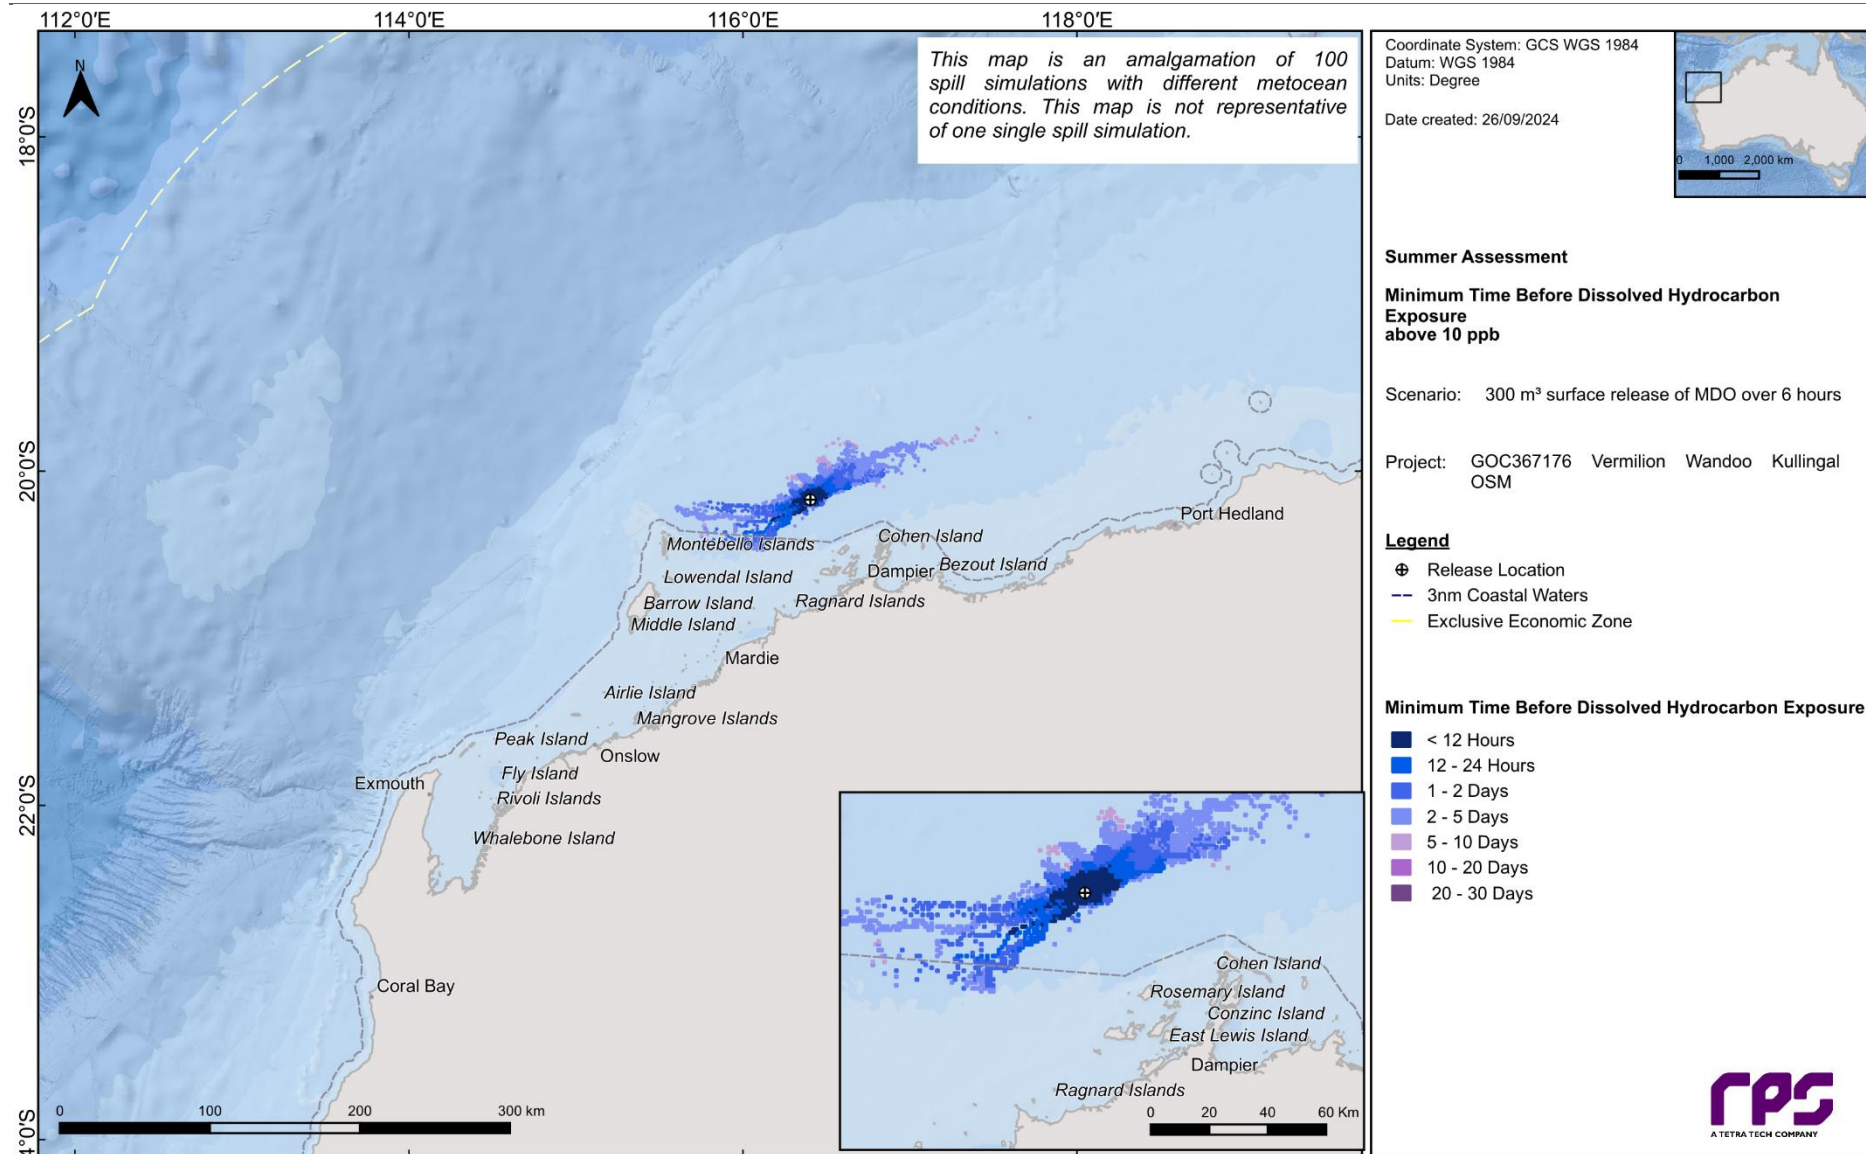 112°0'E
114°0'E
116°0'E
118°0'E
18°0'S
20°0'S
22°0'S
4°0'S
N
This map is an amalgamation of 100
spill simulations with different metocean
conditions. This map is not representative
of one single spill simulation.
Port Hedland
Cohen Island
Montebello Islands
Bezout Island
Dampier
Lowendal Island
Ragnard Islands
Barrow Island
Middle Island
Mardie
Airlie Island
Mangrove Islands
Peak Island
Onslow
Fly Island
Exmouth
Rivoli Islands
Whalebone Island
Coral Bay
0 100 200 300 km
Cohen Island
Rosemary Island
Conzinc Island
East Lewis Island
Dampier
Ragnard Islands
0 20 40 60 Km
Coordinate System: GCS WGS 1984
Datum: WGS 1984
Units: Degree
Date created: 26/09/2024
0 1,000 2,000 km
Summer Assessment
Minimum Time Before Dissolved Hydrocarbon
Exposure
above 10 ppb
Scenario: 300 m³ surface release of MDO over 6 hours
Project: GOC367176 Vermilion Wandoo Kullingal
OSM
Legend
Release Location
3nm Coastal Waters
Exclusive Economic Zone
Minimum Time Before Dissolved Hydrocarbon Exposure
< 12 Hours
12 - 24 Hours
1 - 2 Days
2 - 5 Days
5 - 10 Days
10 - 20 Days
20 - 30 Days
rps
A TETRA TECH COMPANY